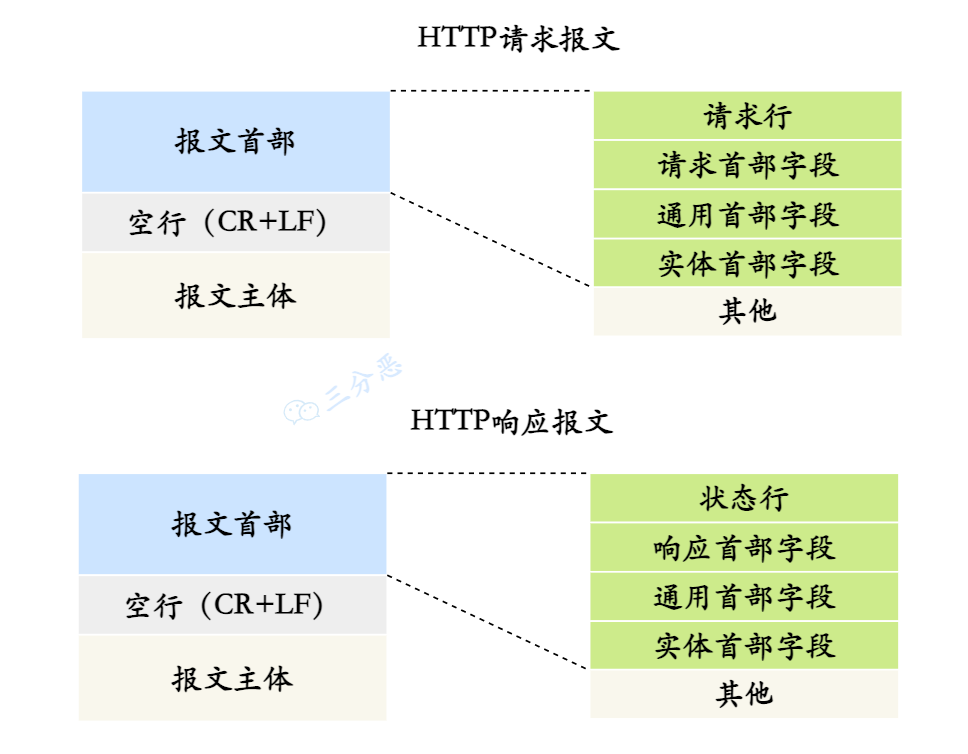 HTTP请求报文
报文首部
空行（CR+LF）
报文主体
请求行
请求首部字段
通用首部字段
实体首部字段
其他
三分恶
HTTP响应报文
报文首部
空行（CR+LF）
报文主体
状态行
响应首部字段
通用首部字段
实体首部字段
其他